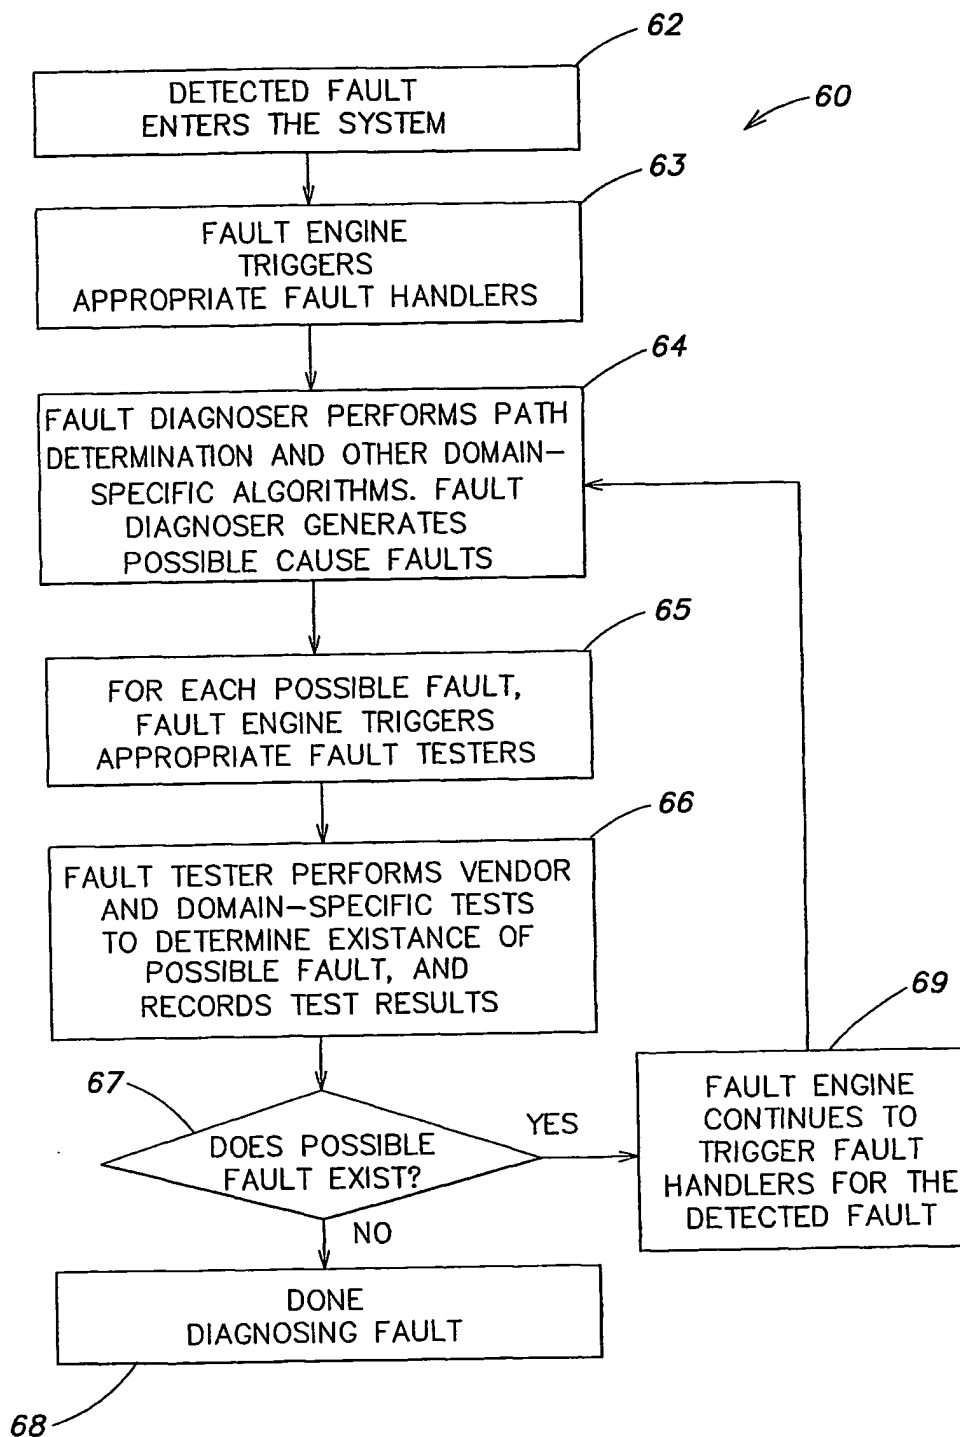 62
DETECTED FAULT
ENTERS THE SYSTEM
60
63
FAULT ENGINE
TRIGGERS
APPROPRIATE FAULT HANDLERS
64
FAULT DIAGNOSER PERFORMS PATH
DETERMINATION AND OTHER DOMAIN-
SPECIFIC ALGORITHMS. FAULT
DIAGNOSER GENERATES
POSSIBLE CAUSE FAULTS
65
FOR EACH POSSIBLE FAULT,
FAULT ENGINE TRIGGERS
APPROPRIATE FAULT TESTERS
66
FAULT TESTER PERFORMS VENDOR
AND DOMAIN-SPECIFIC TESTS
TO DETERMINE EXISTANCE OF
POSSIBLE FAULT, AND
RECORDS TEST RESULTS
67
DOES POSSIBLE
FAULT EXIST?
YES
69
FAULT ENGINE
CONTINUES TO
TRIGGER FAULT
HANDLERS FOR THE
DETECTED FAULT
NO
DONE
DIAGNOSING FAULT
68